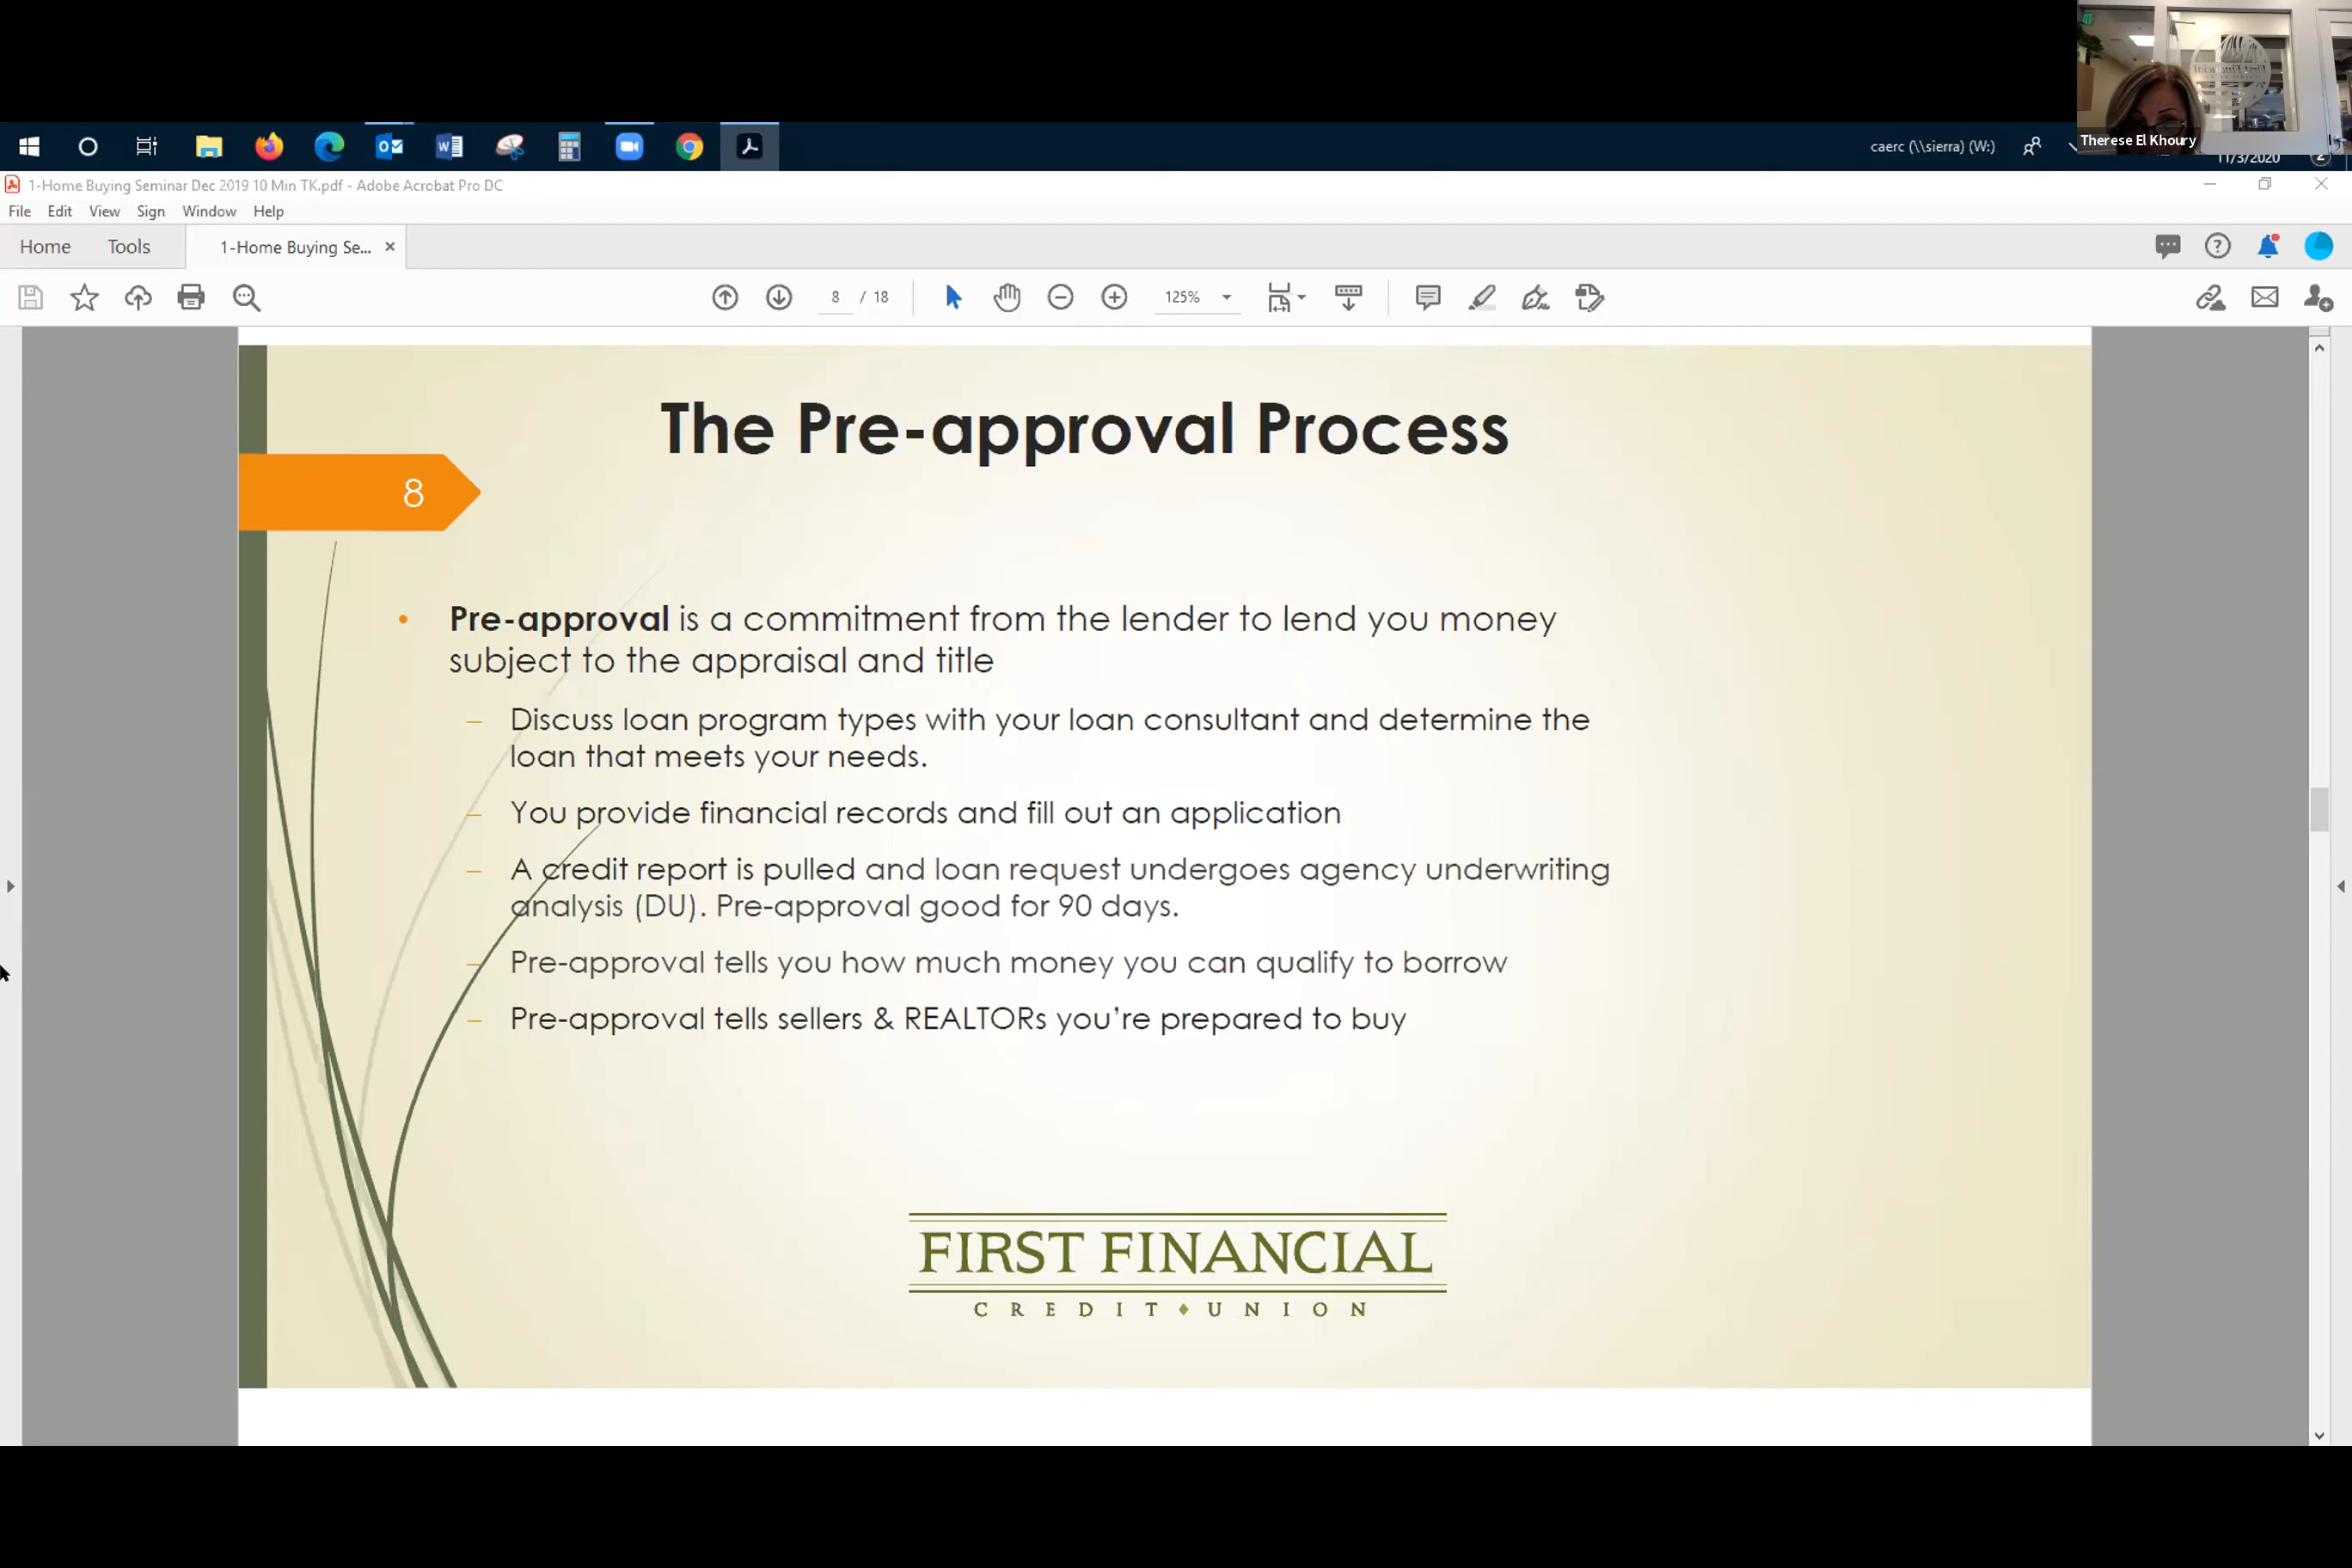 Therese El Khoury
caerc (\\sierra) (W:)
11/3/2020
1-Home Buying Seminar Dec 2019 10 Min TK.pdf - Adobe Acrobat Pro DC
File Edit View Sign Window Help
Home Tools 1-Home Buying Se... ×
8 / 18 125%
The Pre-approval Process
8
• Pre-approval is a commitment from the lender to lend you money
subject to the appraisal and title
– Discuss loan program types with your loan consultant and determine the
loan that meets your needs.
– You provide financial records and fill out an application
– A credit report is pulled and loan request undergoes agency underwriting
analysis (DU). Pre-approval good for 90 days.
– Pre-approval tells you how much money you can qualify to borrow
– Pre-approval tells sellers & REALTORs you're prepared to buy
FIRST FINANCIAL
CREDIT♦UNION